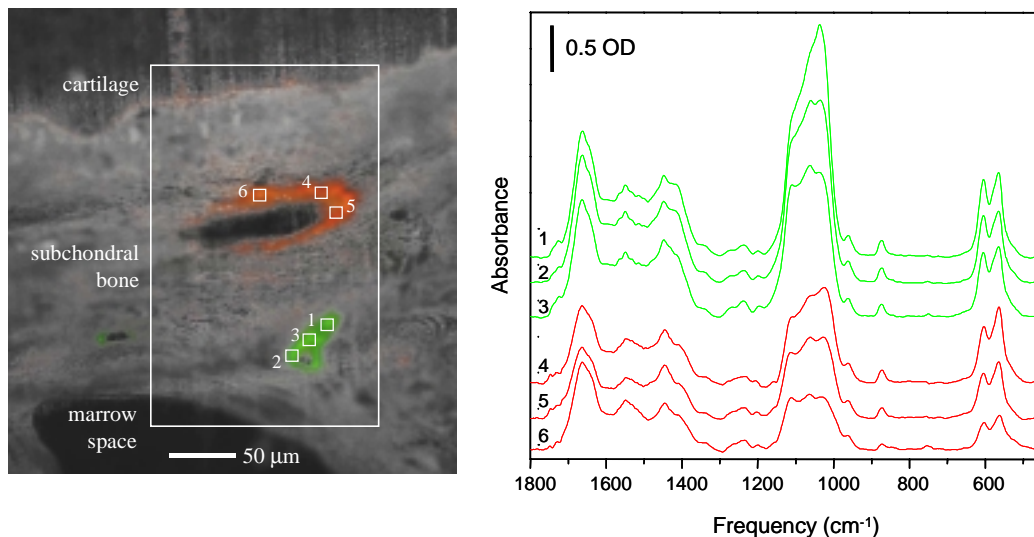 cartilage
subchondral
bone
marrow
space
50 μm
1
2
3
4
5
6
0.5 OD
Absorbance
1
2
3
4
5
6
1800 1600 1400 1200 1000 800 600
Frequency (cm⁻¹)